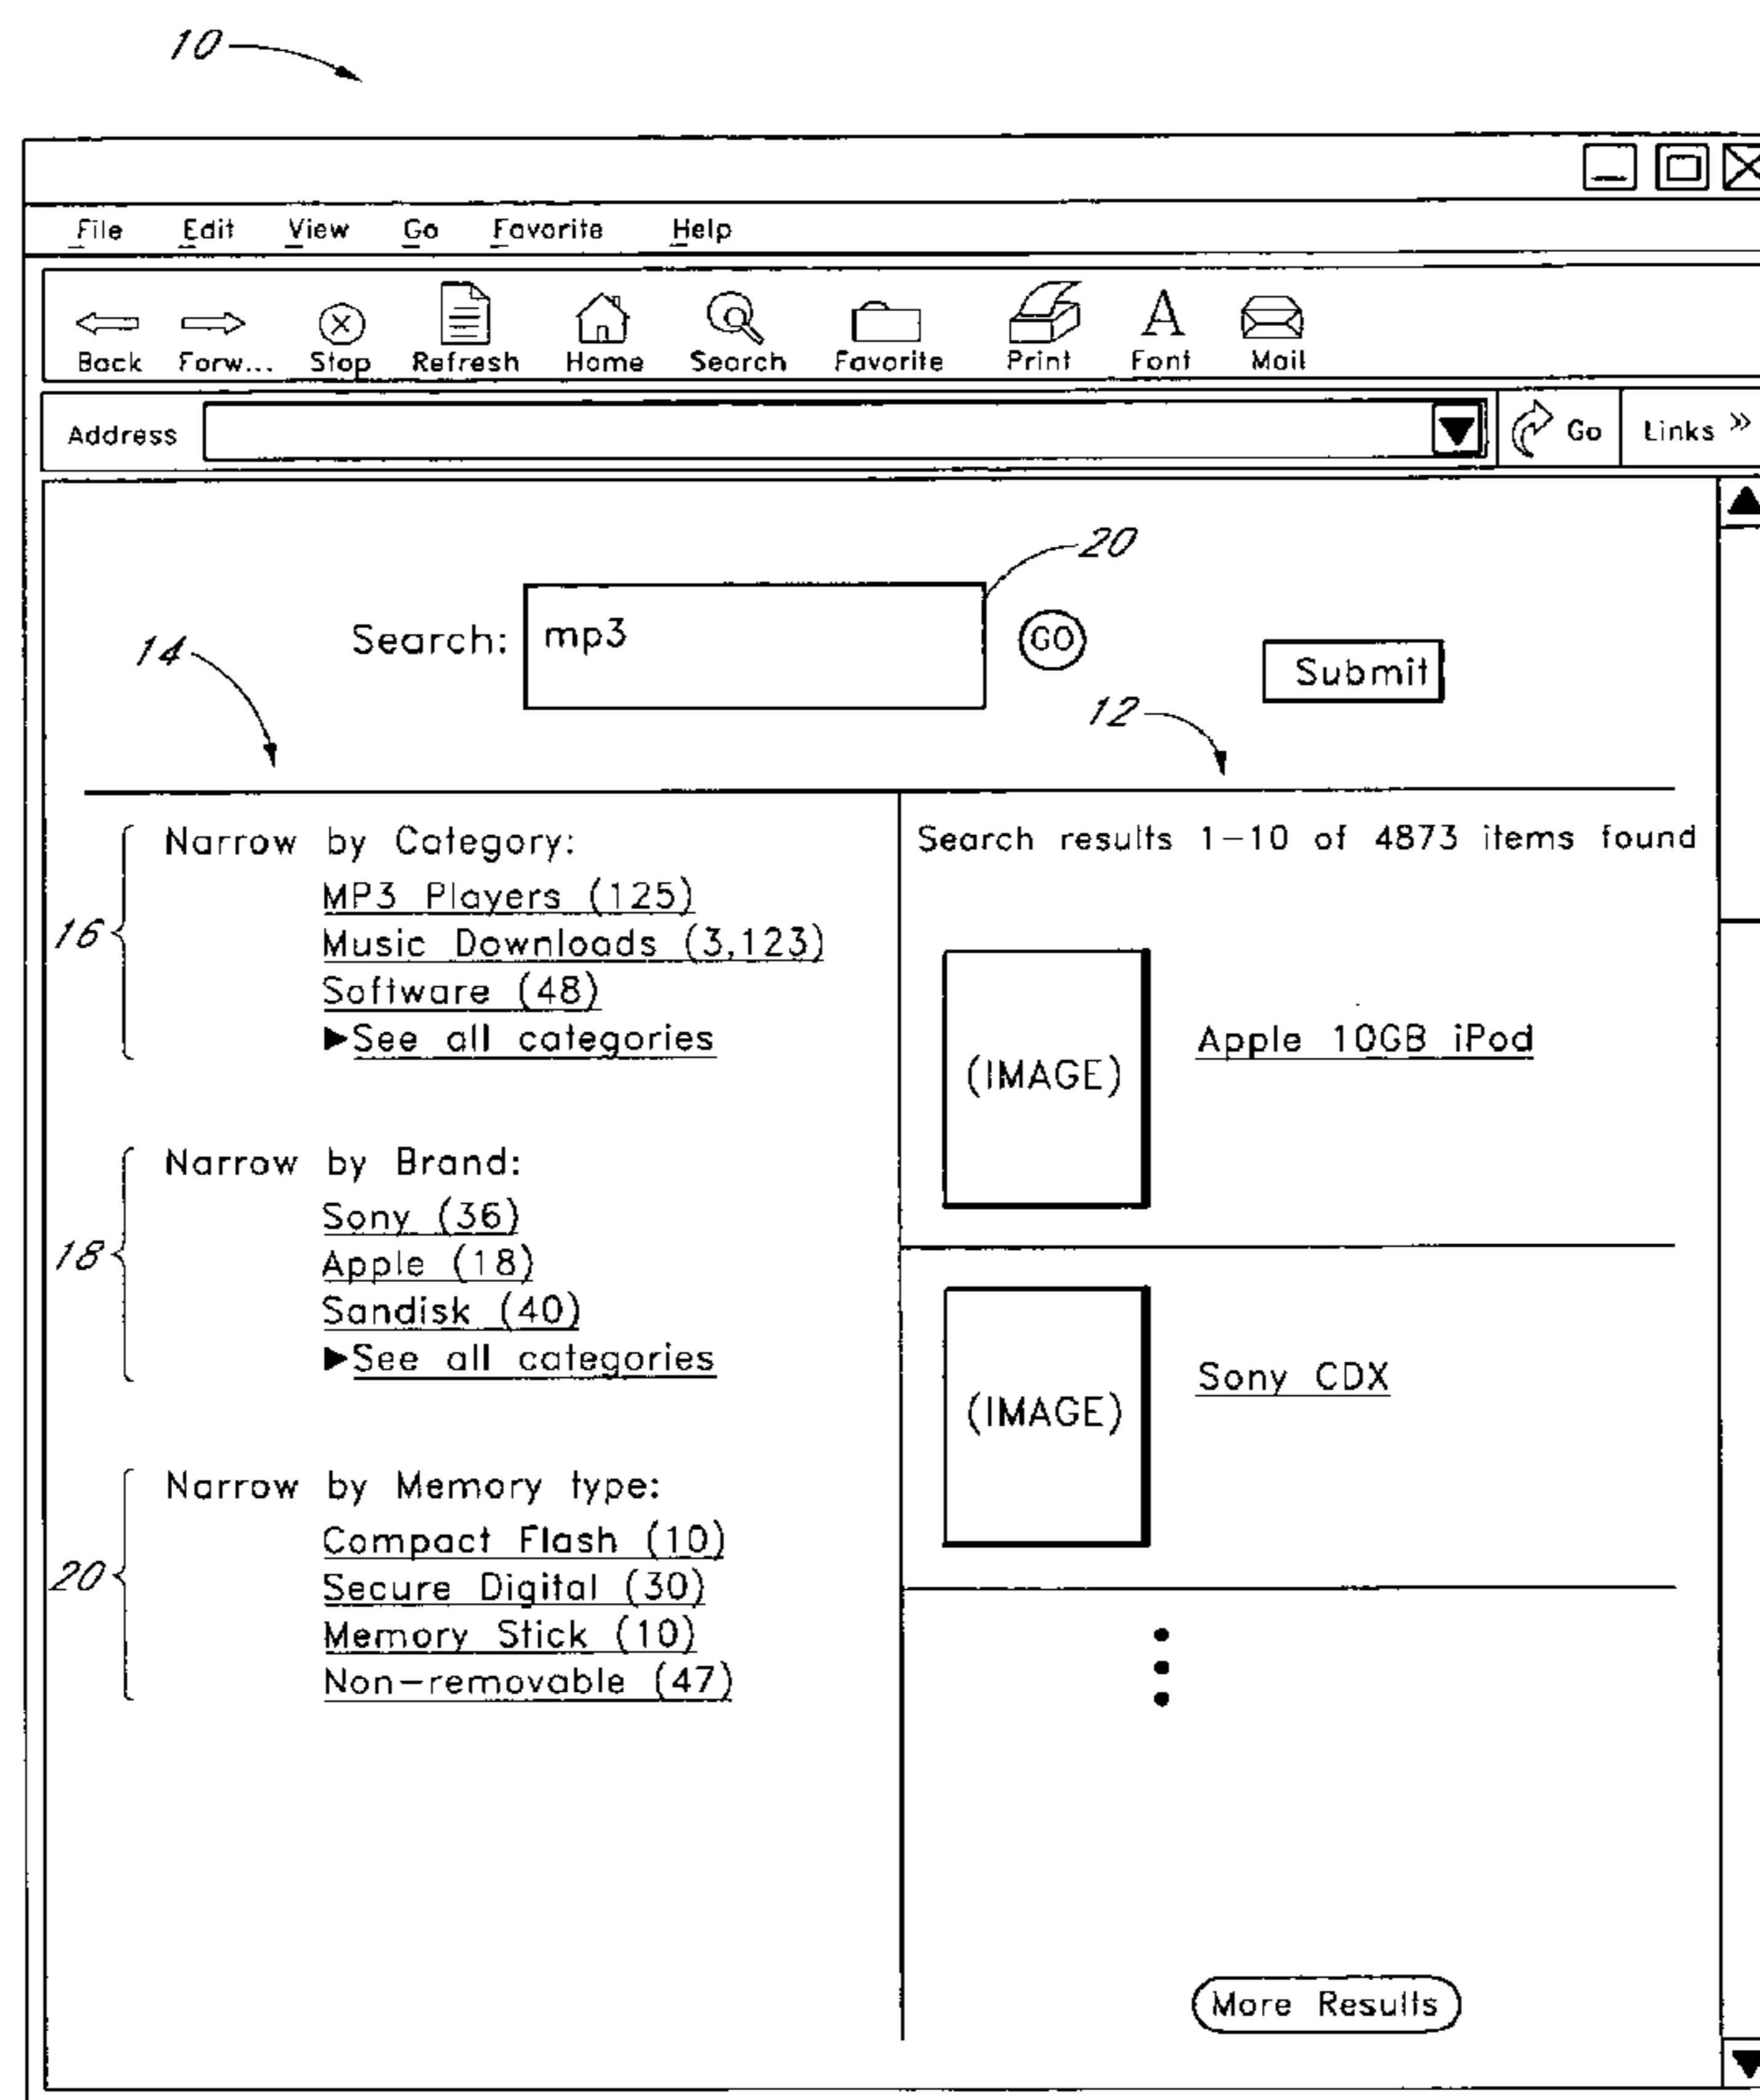 10
File Edit View Go Favorite Help
Back Forw... Stop Refresh Home Search Favorite Print Font Mail
Address Go Links »
20
Search: mp3 GO Submit
14
12
Narrow by Category:
MP3 Players (125)
Music Downloads (3,123)
Software (48)
►See all categories
16
Narrow by Brand:
Sony (36)
Apple (18)
Sandisk (40)
►See all categories
18
Narrow by Memory type:
Compact Flash (10)
Secure Digital (30)
Memory Stick (10)
Non-removable (47)
20
Search results 1-10 of 4873 items found
(IMAGE) Apple 10GB iPod
(IMAGE) Sony CDX
More Results